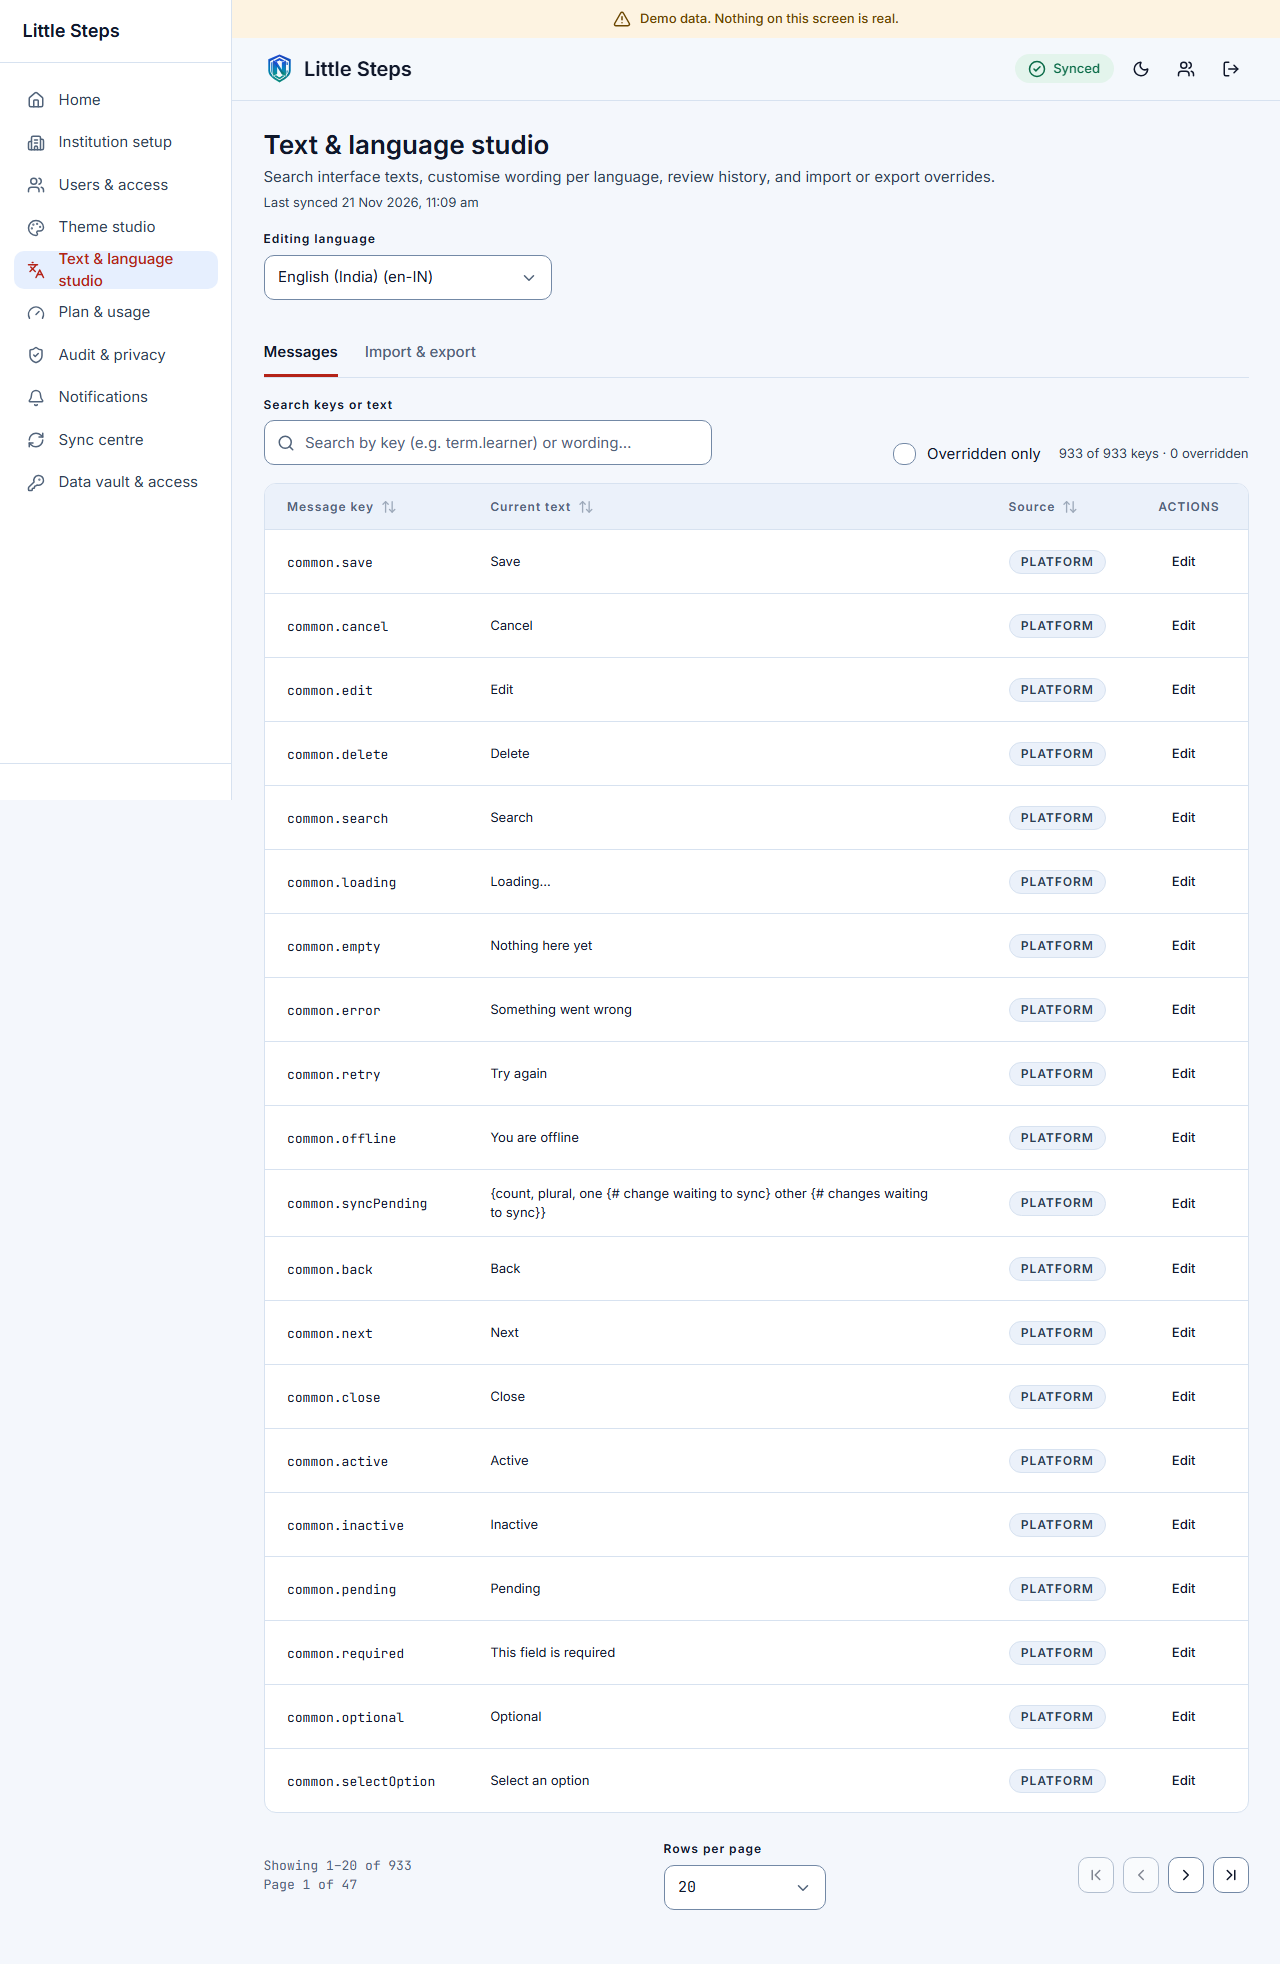 Little Steps
Home
Institution setup
Users & access
Theme studio
Text & language
studio
Plan & usage
Audit & privacy
Notifications
Sync centre
Data vault & access
Demo data. Nothing on this screen is real.
Little Steps
Synced
Text & language studio
Search interface texts, customise wording per language, review history, and import or export overrides.
Last synced 21 Nov 2026, 11:09 am
Editing language
English (India) (en-IN)
Messages Import & export
Search keys or text
Search by key (e.g. term.learner) or wording...
Overridden only 933 of 933 keys · 0 overridden
Message key Current text Source ACTIONS
common.save Save PLATFORM Edit
common.cancel Cancel PLATFORM Edit
common.edit Edit PLATFORM Edit
common.delete Delete PLATFORM Edit
common.search Search PLATFORM Edit
common.loading Loading... PLATFORM Edit
common.empty Nothing here yet PLATFORM Edit
common.error Something went wrong PLATFORM Edit
common.retry Try again PLATFORM Edit
common.offline You are offline PLATFORM Edit
common.syncPending {count, plural, one {# change waiting to sync} other {# changes waiting
to sync}} PLATFORM Edit
common.back Back PLATFORM Edit
common.next Next PLATFORM Edit
common.close Close PLATFORM Edit
common.active Active PLATFORM Edit
common.inactive Inactive PLATFORM Edit
common.pending Pending PLATFORM Edit
common.required This field is required PLATFORM Edit
common.optional Optional PLATFORM Edit
common.selectOption Select an option PLATFORM Edit
Showing 1–20 of 933
Page 1 of 47
Rows per page
20